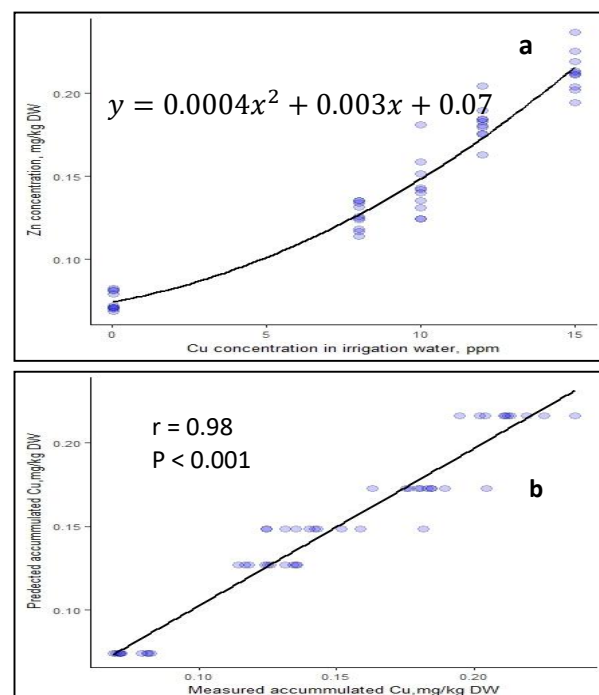 a
y = 0.0004x² + 0.003x + 0.07
Zn concentration, mg/kg DW
0.20
0.15
0.10
0 5 10 15
Cu concentration in irrigation water, ppm
r = 0.98
P < 0.001
b
Predected accumulated Cu,mg/kg DW
0.20
0.15
0.10
0.10 0.15 0.20
Measured accumulated Cu,mg/kg DW